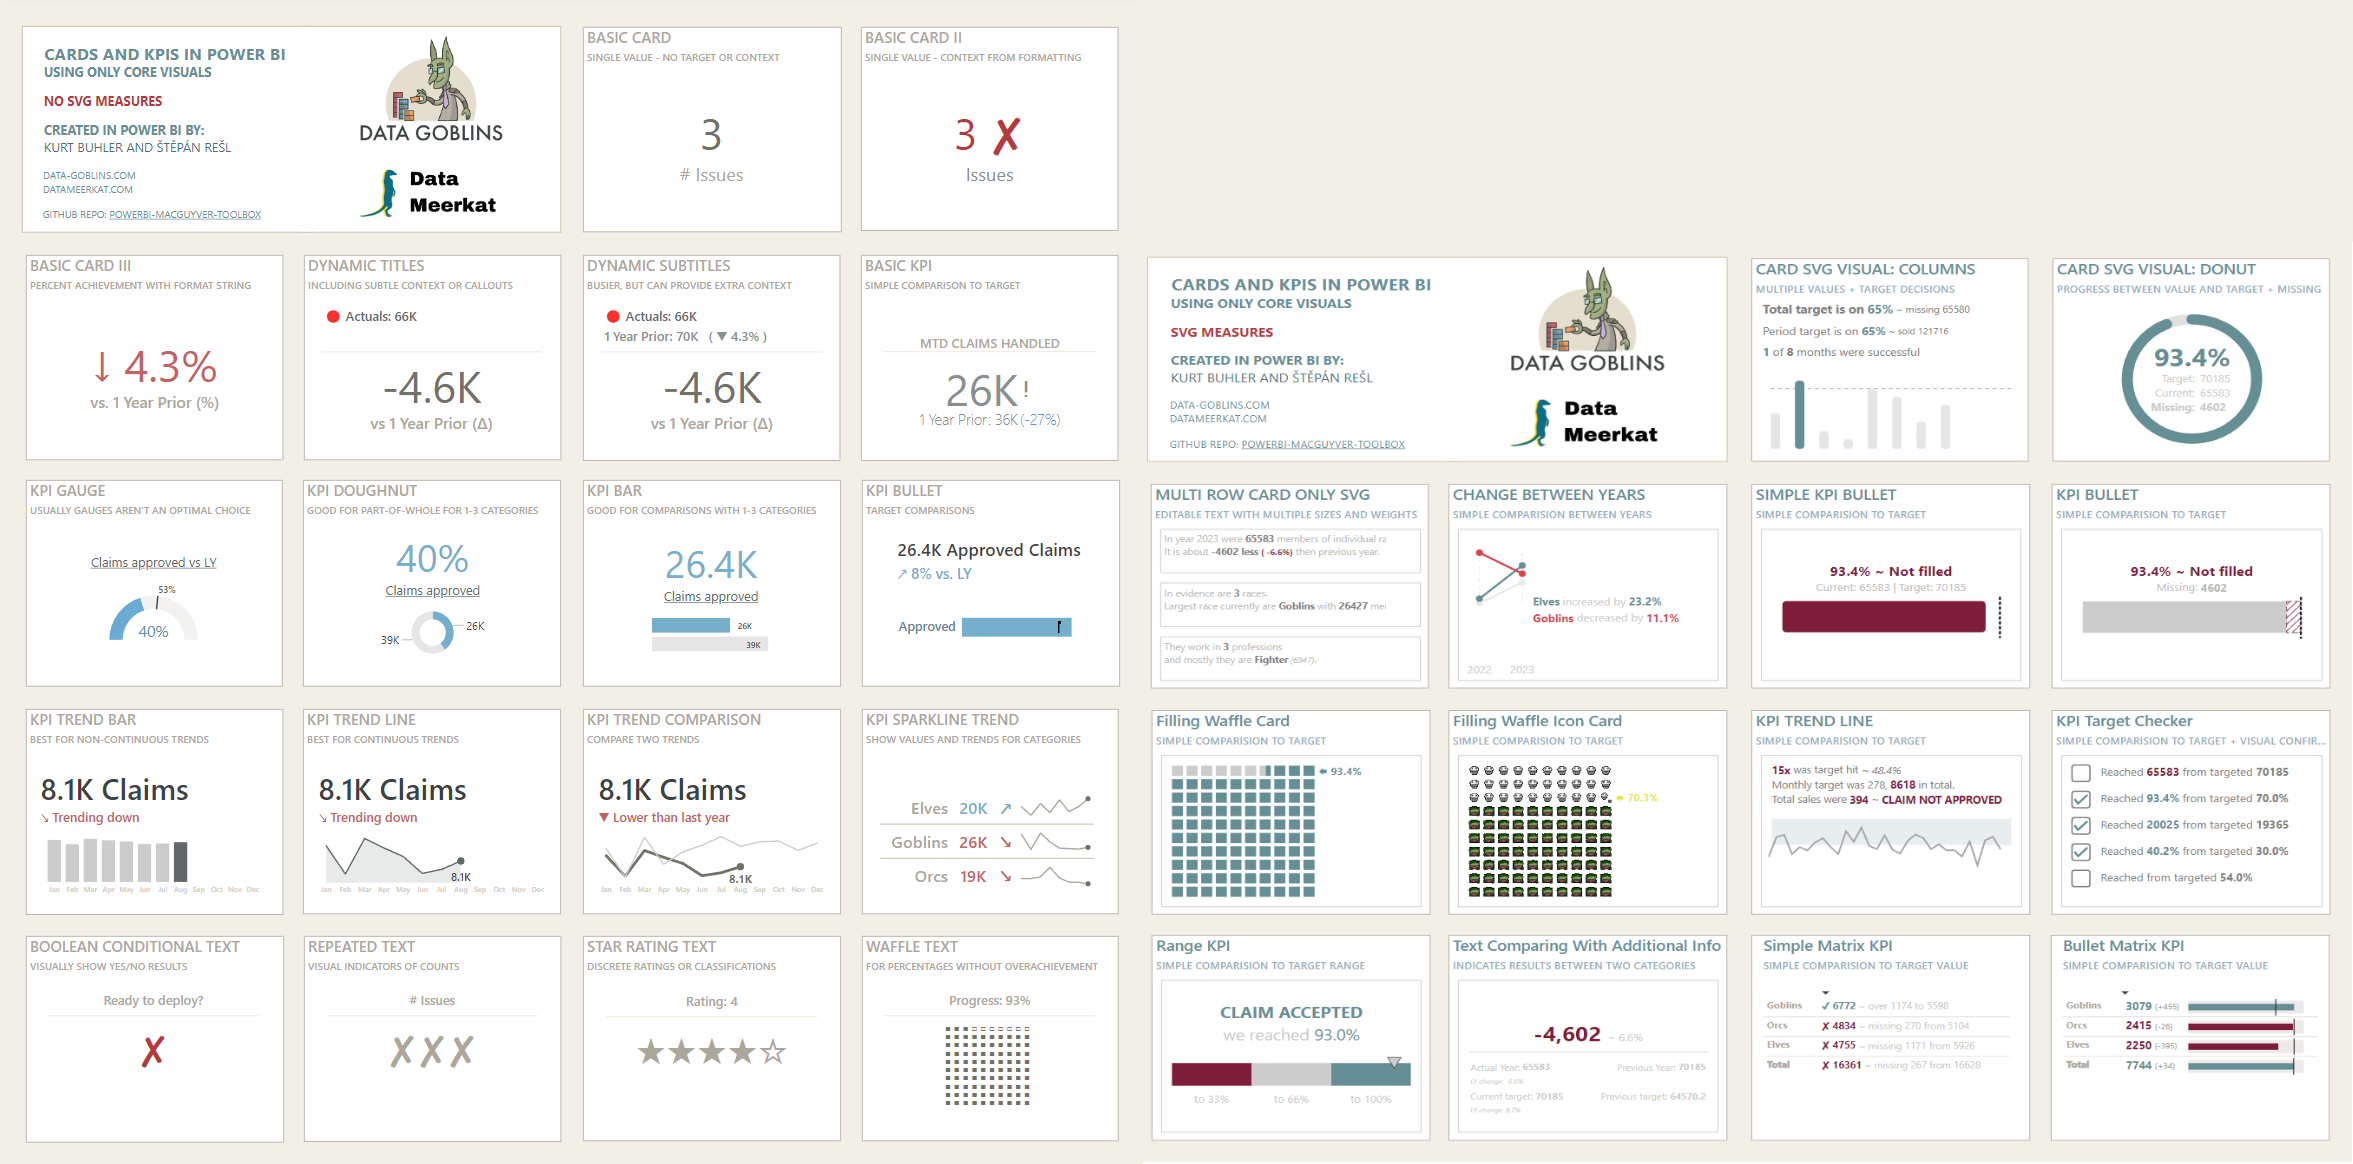 CARDS AND KPIS IN POWER BI
USING ONLY CORE VISUALS
NO SVG MEASURES
CREATED IN POWER BI BY:
KURT BUHLER AND ŠTĚPÁN REŠL
DATA-GOBLINS.COM
DATAMEERKAT.COM
GITHUB REPO: POWERBI-MACGUYVER-TOOLBOX
DATA GOBLINS
Data
Meerkat
BASIC CARD
SINGLE VALUE - NO TARGET OR CONTEXT
3
# Issues
BASIC CARD II
SINGLE VALUE - CONTEXT FROM FORMATTING
3 ✗
Issues
BASIC CARD III
PERCENT ACHIEVEMENT WITH FORMAT STRING
↓ 4.3%
vs. 1 Year Prior (%)
DYNAMIC TITLES
INCLUDING SUBTLE CONTEXT OR CALLOUTS
Actuals: 66K
-4.6K
vs 1 Year Prior (Δ)
DYNAMIC SUBTITLES
BUSIER, BUT CAN PROVIDE EXTRA CONTEXT
Actuals: 66K
1 Year Prior: 70K ( ▼ 4.3% )
-4.6K
vs 1 Year Prior (Δ)
BASIC KPI
SIMPLE COMPARISON TO TARGET
MTD CLAIMS HANDLED
26K !
1 Year Prior: 36K (-27%)
KPI GAUGE
USUALLY GAUGES AREN'T AN OPTIMAL CHOICE
Claims approved vs LY
53%
40%
KPI DOUGHNUT
GOOD FOR PART-OF-WHOLE FOR 1-3 CATEGORIES
40%
Claims approved
39K
26K
KPI BAR
GOOD FOR COMPARISONS WITH 1-3 CATEGORIES
26.4K
Claims approved
26K
39K
KPI BULLET
TARGET COMPARISONS
26.4K Approved Claims
↗ 8% vs. LY
Approved
KPI TREND BAR
BEST FOR NON-CONTINUOUS TRENDS
8.1K Claims
↘ Trending down
Jan Feb Mar Apr May Jun Jul Aug Sep Oct Nov Dec
KPI TREND LINE
BEST FOR CONTINUOUS TRENDS
8.1K Claims
↘ Trending down
8.1K
Jan Feb Mar Apr May Jun Jul Aug Sep Oct Nov Dec
KPI TREND COMPARISON
COMPARE TWO TRENDS
8.1K Claims
▼ Lower than last year
8.1K
Jan Feb Mar Apr May Jun Jul Aug Sep Oct Nov Dec
KPI SPARKLINE TREND
SHOW VALUES AND TRENDS FOR CATEGORIES
Elves 20K ↗
Goblins 26K ↘
Orcs 19K ↘
BOOLEAN CONDITIONAL TEXT
VISUALLY SHOW YES/NO RESULTS
Ready to deploy?
✗
REPEATED TEXT
VISUAL INDICATORS OF COUNTS
# Issues
✗✗✗
STAR RATING TEXT
DISCRETE RATINGS OR CLASSIFICATIONS
Rating: 4
★★★★☆
WAFFLE TEXT
FOR PERCENTAGES WITHOUT OVERACHIEVEMENT
Progress: 93%
CARDS AND KPIS IN POWER BI
USING ONLY CORE VISUALS
SVG MEASURES
CREATED IN POWER BI BY:
KURT BUHLER AND ŠTĚPÁN REŠL
DATA-GOBLINS.COM
DATAMEERKAT.COM
GITHUB REPO: POWERBI-MACGUYVER-TOOLBOX
DATA GOBLINS
Data
Meerkat
CARD SVG VISUAL: COLUMNS
MULTIPLE VALUES + TARGET DECISIONS
Total target is on 65% ~ missing 65580
Period target is on 65% ~ sold 121716
1 of 8 months were successful
CARD SVG VISUAL: DONUT
PROGRESS BETWEEN VALUE AND TARGET + MISSING
93.4%
Target: 70185
Current: 65583
Missing: 4602
MULTI ROW CARD ONLY SVG
EDITABLE TEXT WITH MULTIPLE SIZES AND WEIGHTS
In year 2023 were 65583 members of individual ra
It is about -4602 less ( -6.6%) then previous year.
In evidence are 3 races.
Largest race currently are Goblins with 26427 me
They work in 3 professions
and mostly they are Fighter (6947).
CHANGE BETWEEN YEARS
SIMPLE COMPARISION BETWEEN YEARS
Elves increased by 23.2%
Goblins decreased by 11.1%
2022 2023
SIMPLE KPI BULLET
SIMPLE COMPARISION TO TARGET
93.4% ~ Not filled
Current: 65583 | Target: 70185
KPI BULLET
SIMPLE COMPARISION TO TARGET
93.4% ~ Not filled
Missing: 4602
Filling Waffle Card
SIMPLE COMPARISION TO TARGET
93.4%
Filling Waffle Icon Card
SIMPLE COMPARISION TO TARGET
70.3%
KPI TREND LINE
SIMPLE COMPARISION TO TARGET
15x was target hit ~ 48.4%
Monthly target was 278, 8618 in total.
Total sales were 394 ~ CLAIM NOT APPROVED
KPI Target Checker
SIMPLE COMPARISION TO TARGET + VISUAL CONFIR...
Reached 65583 from targeted 70185
Reached 93.4% from targeted 70.0%
Reached 20025 from targeted 19365
Reached 40.2% from targeted 30.0%
Reached from targeted 54.0%
Range KPI
SIMPLE COMPARISION TO TARGET RANGE
CLAIM ACCEPTED
we reached 93.0%
to 33% to 66% to 100%
Text Comparing With Additional Info
INDICATES RESULTS BETWEEN TWO CATEGORIES
-4,602 ~ 6.6%
Actual Year: 65583 Previous Year: 70185
LY change: -6.6%
Current target: 70185 Previous target: 64570.2
LY change: 8.7%
Simple Matrix KPI
SIMPLE COMPARISION TO TARGET VALUE
Goblins ✓ 6772 ~ over 1174 to 5598
Orcs ✗ 4834 ~ missing 270 from 5104
Elves ✗ 4755 ~ missing 1171 from 5926
Total ✗ 16361 ~ missing 267 from 16628
Bullet Matrix KPI
SIMPLE COMPARISION TO TARGET VALUE
Goblins 3079 (+455)
Orcs 2415 (-26)
Elves 2250 (-395)
Total 7744 (+34)